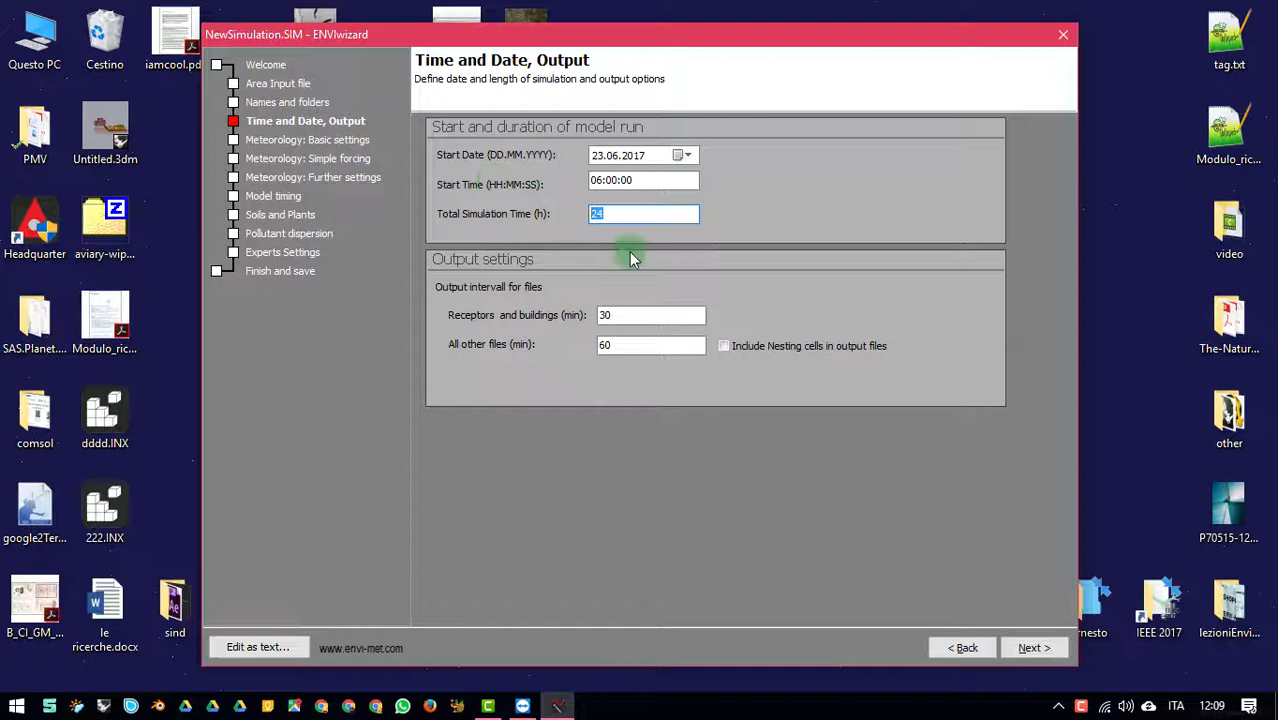 Questo PC
Cestino
iamcool.pd
PMV
Untitled.3dm
Headquarter
aviary-wip...
SAS.Planet....
Modulo_ric...
comsol
dddd.INX
google2Ter...
222.INX
B_CI_GM_...
le
ricerche.docx
sind
NewSimulation.SIM - ENVIwizard
Welcome
Area Input file
Names and folders
Time and Date, Output
Meteorology: Basic settings
Meteorology: Simple forcing
Meteorology: Further settings
Model timing
Soils and Plants
Pollutant dispersion
Experts Settings
Finish and save
Time and Date, Output
Define date and length of simulation and output options
Start and duration of model run
Start Date (DD.MM.YYYY): 23.06.2017
Start Time (HH:MM:SS): 06:00:00
Total Simulation Time (h): 24
Output settings
Output intervall for files
Receptors and buildings (min): 30
All other files (min): 60 Include Nesting cells in output files
Edit as text... www.envi-met.com < Back Next >
tag.txt
Modulo_ric...
video
The-Natur...
other
P70515-12...
rnesto
IEEE 2017
lezioniEnvi...
ITA 12:09